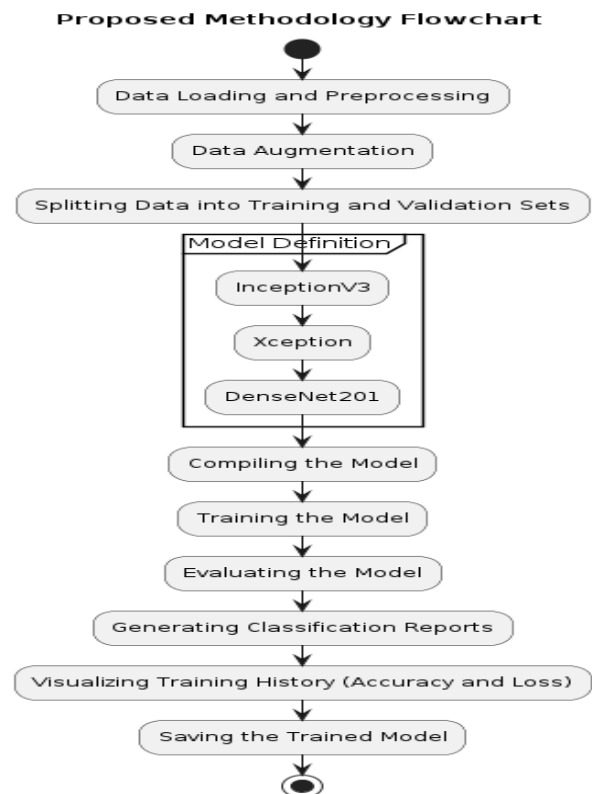 Proposed Methodology Flowchart
Data Loading and Preprocessing
Data Augmentation
Splitting Data into Training and Validation Sets
Model Definition
InceptionV3
Xception
DenseNet201
Compiling the Model
Training the Model
Evaluating the Model
Generating Classification Reports
Visualizing Training History (Accuracy and Loss)
Saving the Trained Model